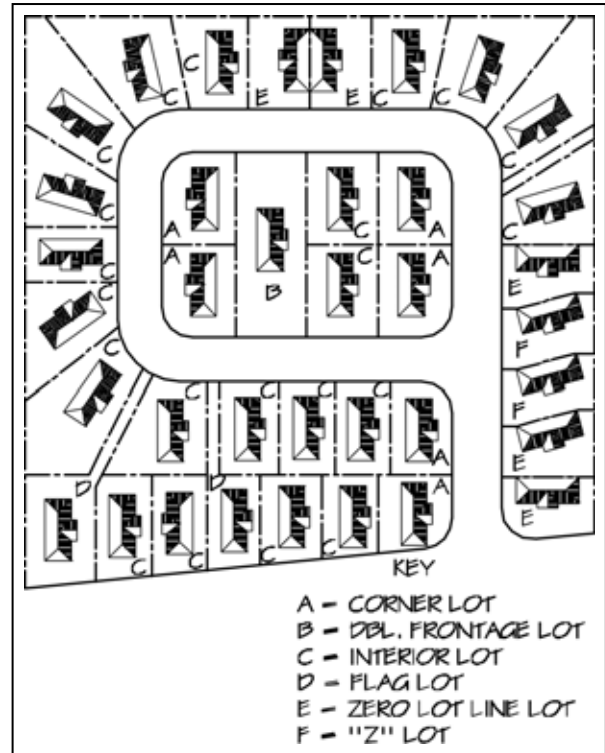 C
C E E C
C
C C
C C
A C A
C
A C A
C
C
E
B
C F
F
C C C C
A
E
D D A
E
C C C C
KEY
A - CORNER LOT
B - DBL. FRONTAGE LOT
C - INTERIOR LOT
D - FLAG LOT
E - ZERO LOT LINE LOT
F - "Z" LOT